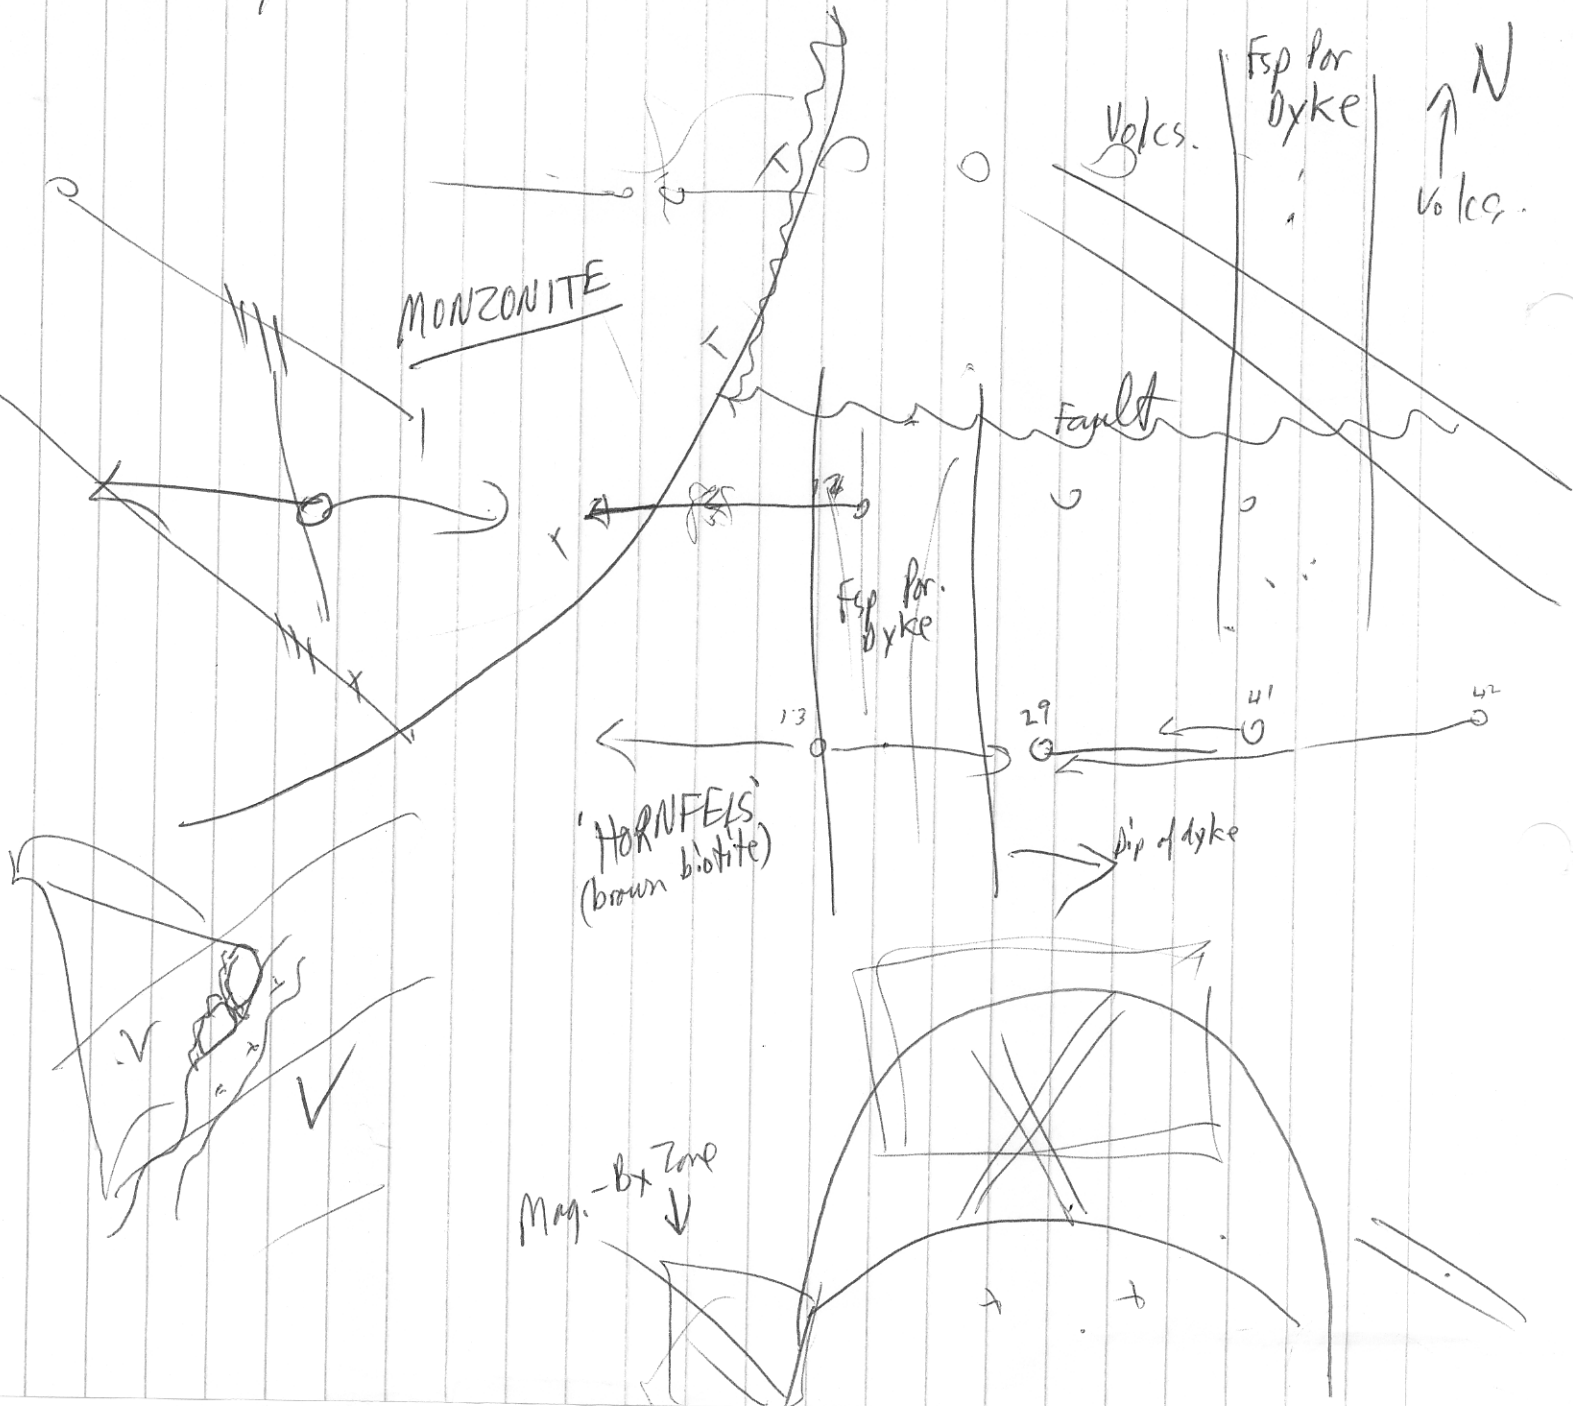 Fsp Por
Dyke
N
Volcs.
Volcs.
MONZONITE
Fault
Fsp Por.
Dyke
13
29
41
42
'HORNFELS'
(brown biotite)
Dip of dyke
V
V
Mag.-Bx Zone